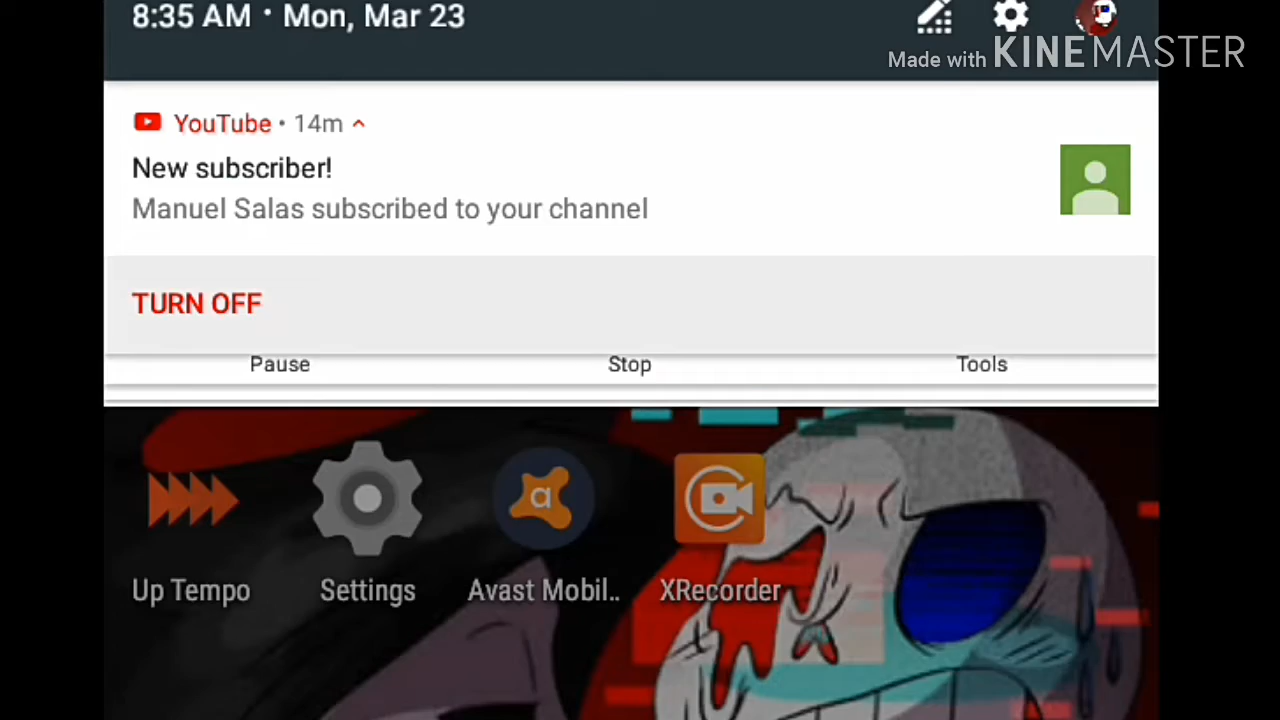 8:35 AM • Mon, Mar 23
Made with KINEMASTER
YouTube • 14m
New subscriber!
Manuel Salas subscribed to your channel
TURN OFF
Pause Stop Tools
Up Tempo Settings Avast Mobil.. XRecorder